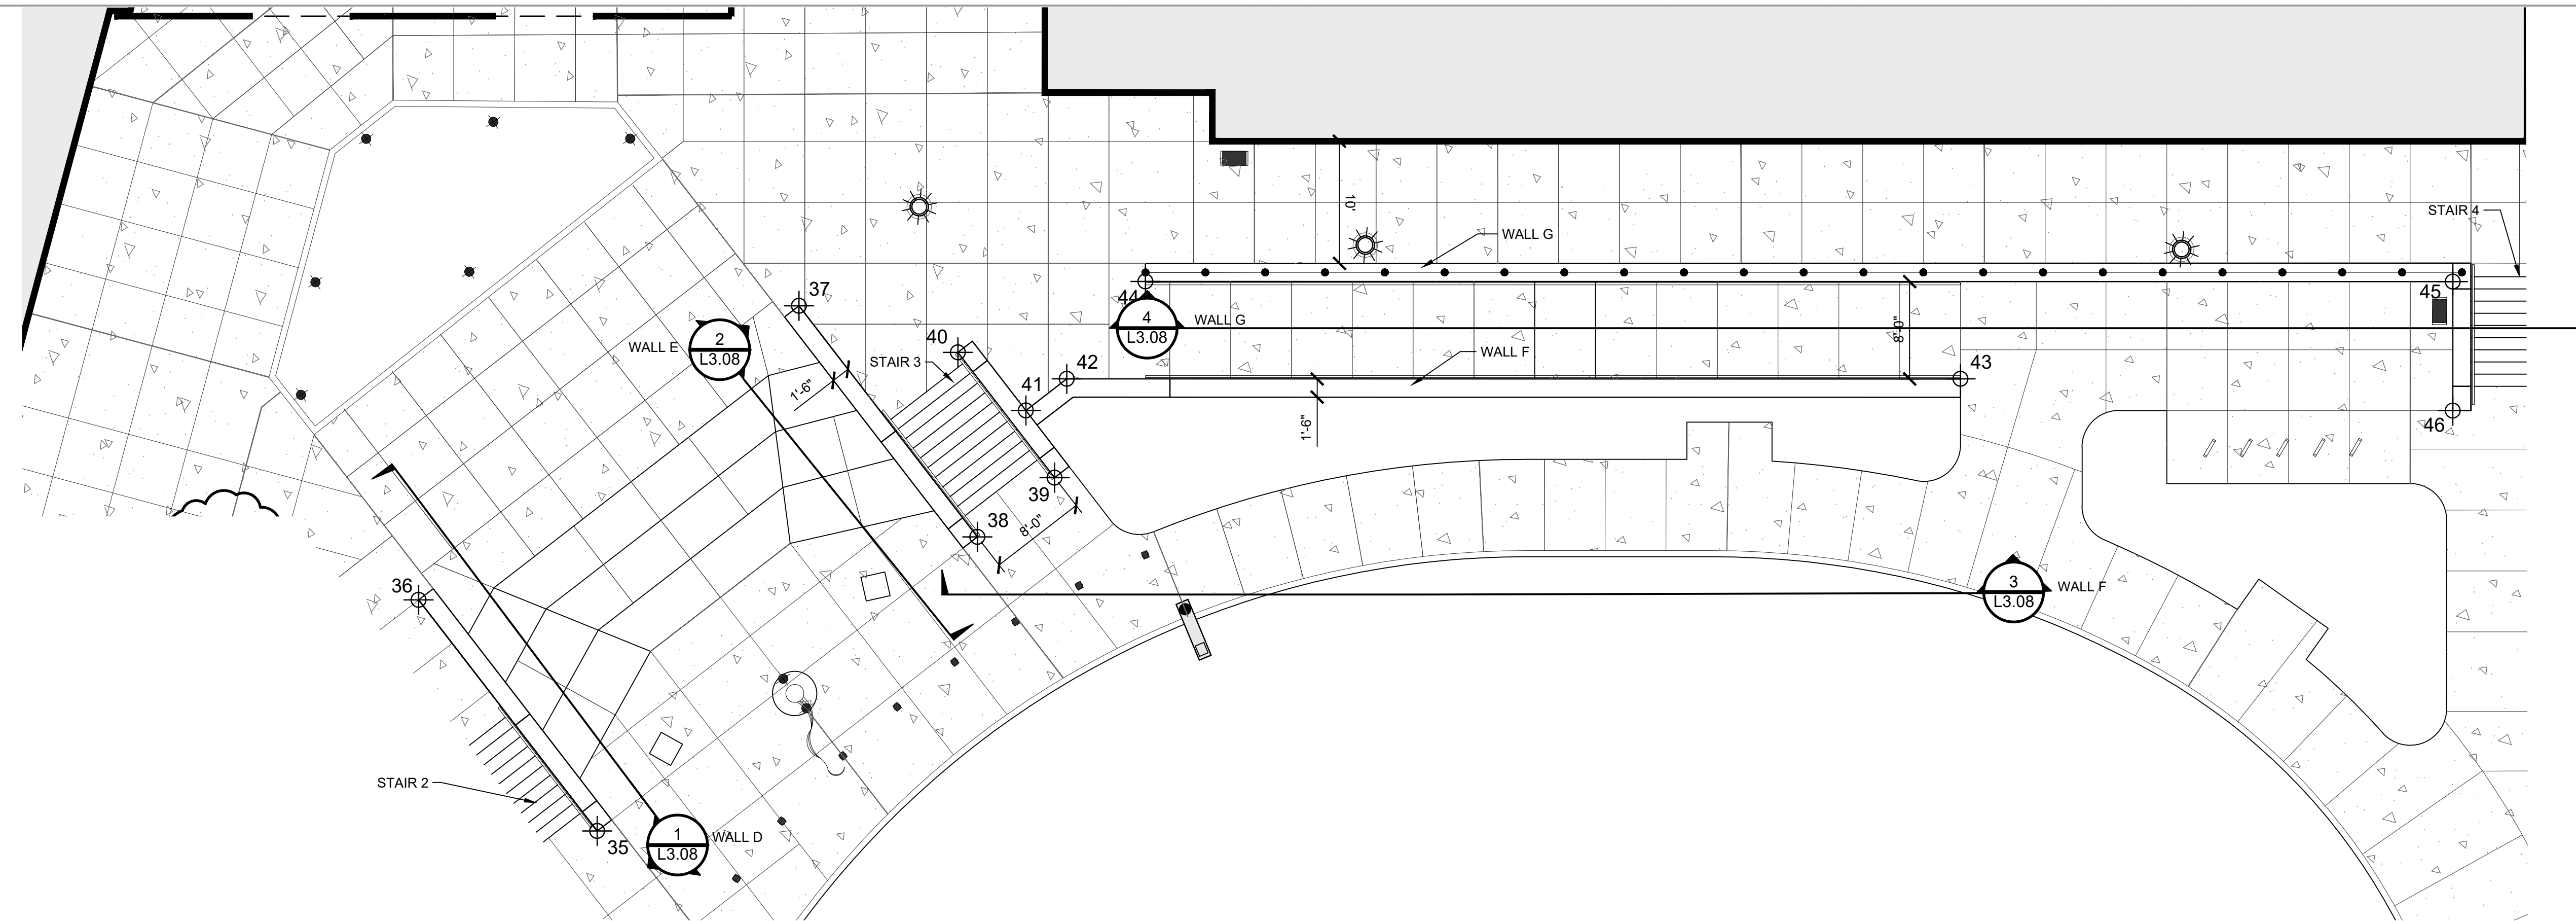 10'
STAIR 4
WALL G
37
44
45
4
L3.08
WALL G
2
L3.08
WALL E
40
STAIR 3
42
8'-0"
WALL F
43
1'-6"
41
1'-6"
46
39
38
8'-0"
36
3
L3.08
WALL F
STAIR 2
35
1
L3.08
WALL D